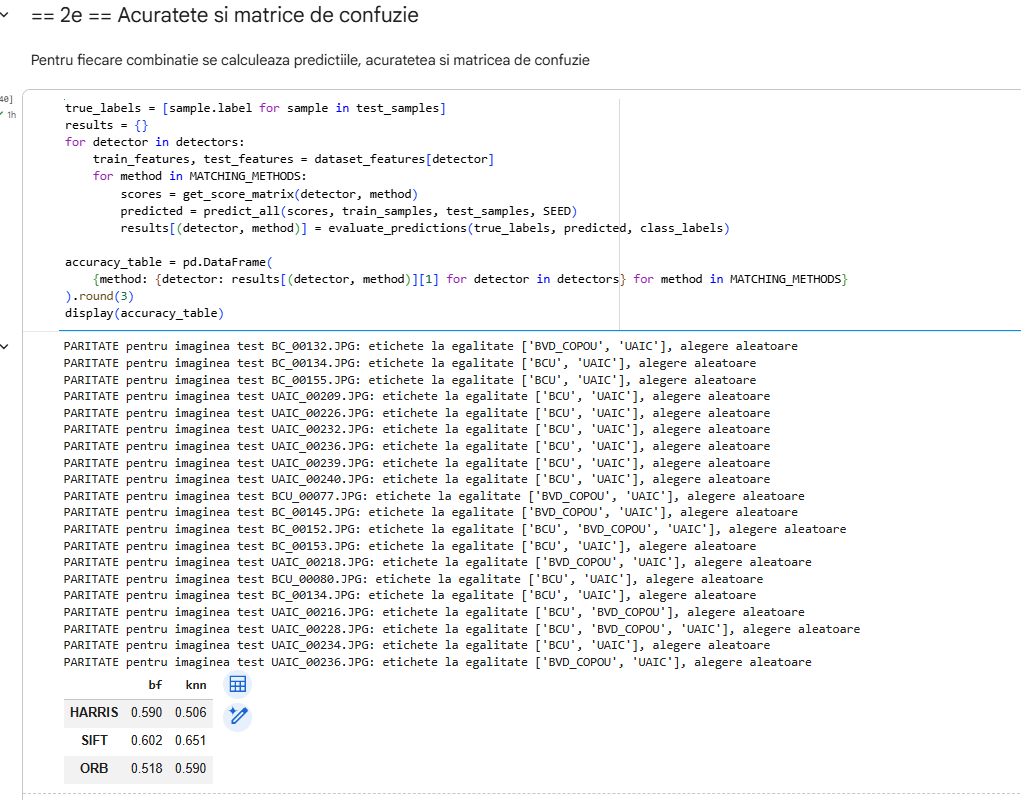 == 2e == Acuratete si matrice de confuzie
Pentru fiecare combinatie se calculeaza predictiile, acuratetea si matricea de confuzie
40]
1h
true_labels = [sample.label for sample in test_samples]
results = {}
for detector in detectors:
    train_features, test_features = dataset_features[detector]
    for method in MATCHING_METHODS:
        scores = get_score_matrix(detector, method)
        predicted = predict_all(scores, train_samples, test_samples, SEED)
        results[(detector, method)] = evaluate_predictions(true_labels, predicted, class_labels)
accuracy_table = pd.DataFrame(
    {method: {detector: results[(detector, method)][1] for detector in detectors} for method in MATCHING_METHODS}
).round(3)
display(accuracy_table)
PARITATE pentru imaginea test BC_00132.JPG: etichete la egalitate ['BVD_COPOU', 'UAIC'], alegere aleatoare
PARITATE pentru imaginea test BC_00134.JPG: etichete la egalitate ['BCU', 'UAIC'], alegere aleatoare
PARITATE pentru imaginea test BC_00155.JPG: etichete la egalitate ['BCU', 'UAIC'], alegere aleatoare
PARITATE pentru imaginea test UAIC_00209.JPG: etichete la egalitate ['BCU', 'UAIC'], alegere aleatoare
PARITATE pentru imaginea test UAIC_00226.JPG: etichete la egalitate ['BCU', 'UAIC'], alegere aleatoare
PARITATE pentru imaginea test UAIC_00232.JPG: etichete la egalitate ['BCU', 'UAIC'], alegere aleatoare
PARITATE pentru imaginea test UAIC_00236.JPG: etichete la egalitate ['BCU', 'UAIC'], alegere aleatoare
PARITATE pentru imaginea test UAIC_00239.JPG: etichete la egalitate ['BCU', 'UAIC'], alegere aleatoare
PARITATE pentru imaginea test UAIC_00240.JPG: etichete la egalitate ['BCU', 'UAIC'], alegere aleatoare
PARITATE pentru imaginea test BCU_00077.JPG: etichete la egalitate ['BVD_COPOU', 'UAIC'], alegere aleatoare
PARITATE pentru imaginea test BC_00145.JPG: etichete la egalitate ['BVD_COPOU', 'UAIC'], alegere aleatoare
PARITATE pentru imaginea test BC_00152.JPG: etichete la egalitate ['BCU', 'BVD_COPOU', 'UAIC'], alegere aleatoare
PARITATE pentru imaginea test BC_00153.JPG: etichete la egalitate ['BCU', 'UAIC'], alegere aleatoare
PARITATE pentru imaginea test UAIC_00218.JPG: etichete la egalitate ['BVD_COPOU', 'UAIC'], alegere aleatoare
PARITATE pentru imaginea test BCU_00080.JPG: etichete la egalitate ['BCU', 'UAIC'], alegere aleatoare
PARITATE pentru imaginea test BC_00134.JPG: etichete la egalitate ['BCU', 'UAIC'], alegere aleatoare
PARITATE pentru imaginea test UAIC_00216.JPG: etichete la egalitate ['BCU', 'BVD_COPOU'], alegere aleatoare
PARITATE pentru imaginea test UAIC_00228.JPG: etichete la egalitate ['BCU', 'BVD_COPOU', 'UAIC'], alegere aleatoare
PARITATE pentru imaginea test UAIC_00234.JPG: etichete la egalitate ['BCU', 'UAIC'], alegere aleatoare
PARITATE pentru imaginea test UAIC_00236.JPG: etichete la egalitate ['BVD_COPOU', 'UAIC'], alegere aleatoare
bf knn
HARRIS 0.590 0.506
SIFT 0.602 0.651
ORB 0.518 0.590